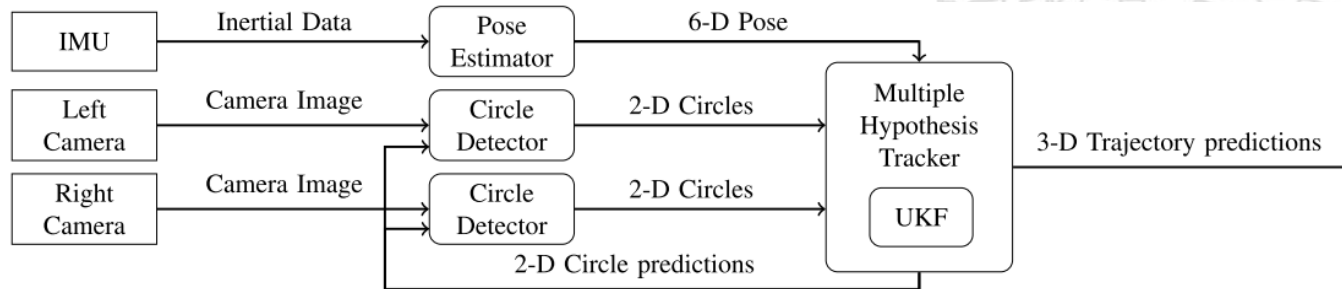 IMU
Inertial Data
Pose
Estimator
6-D Pose
Left
Camera
Camera Image
Circle
Detector
2-D Circles
Multiple
Hypothesis
Tracker
UKF
3-D Trajectory predictions
Right
Camera
Camera Image
Circle
Detector
2-D Circles
2-D Circle predictions